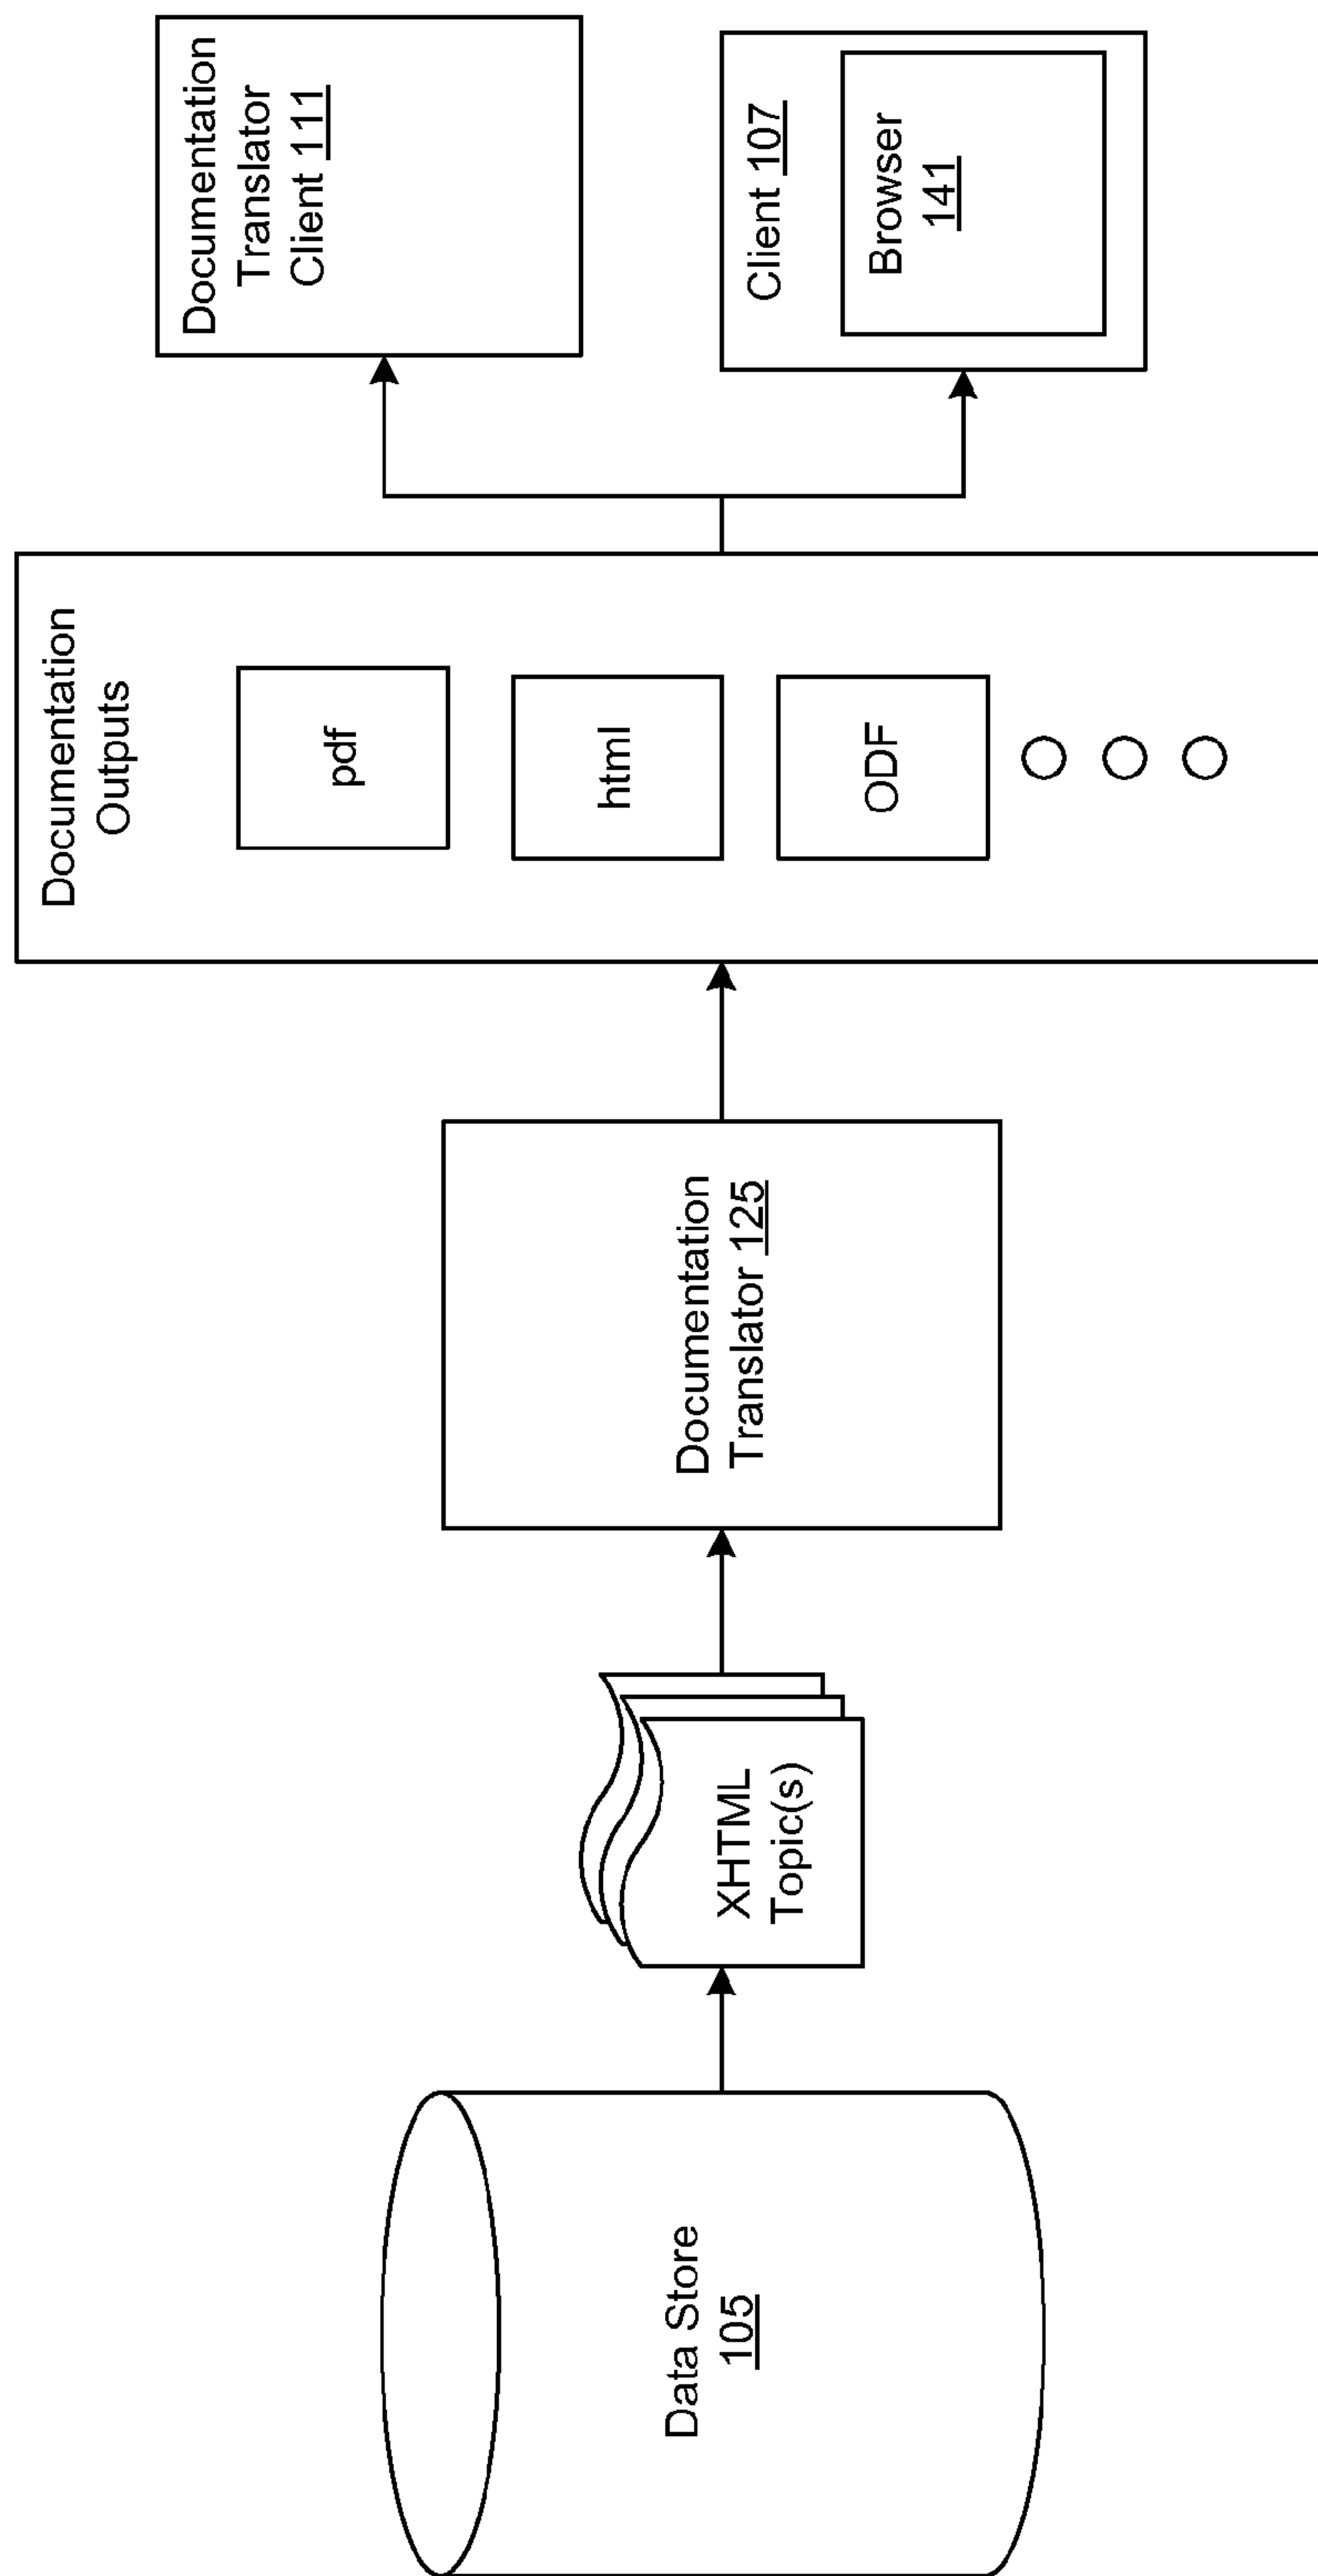 Data Store
105
XHTML
Topic(s)
Documentation
Translator 125
Documentation
Outputs
pdf
html
ODF
Documentation
Translator
Client 111
Client 107
Browser
141